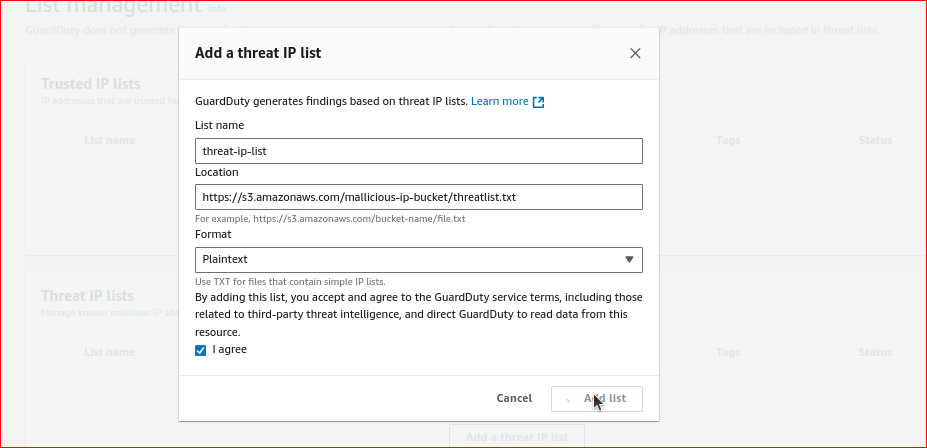 List management Info
GuardDuty does not generate
IP addresses that are included in threat lists.
Add a threat IP list
Trusted IP lists
IP addresses that are trusted for
GuardDuty generates findings based on threat IP lists. Learn more
List name
threat-ip-list
List name
Tags
Status
Location
https://s3.amazonaws.com/mallicious-ip-bucket/threatlist.txt
For example, https://s3.amazonaws.com/bucket-name/file.txt
Format
Plaintext
Use TXT for files that contain simple IP lists.
Threat IP lists
Manage known malicious IP add
By adding this list, you accept and agree to the GuardDuty service terms, including those
related to third-party threat intelligence, and direct GuardDuty to read data from this
resource.
I agree
List name
Tags
Status
Cancel
Add list
Add a threat IP list